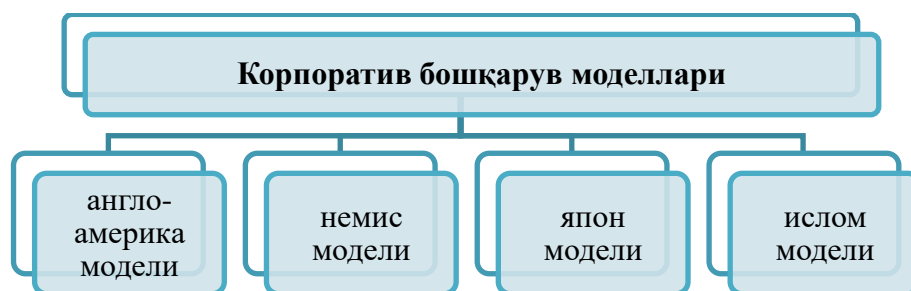 Корпоратив бошқарув моделлари
англо-
америка
модели
немис
модели
япон
модели
ислом
модели